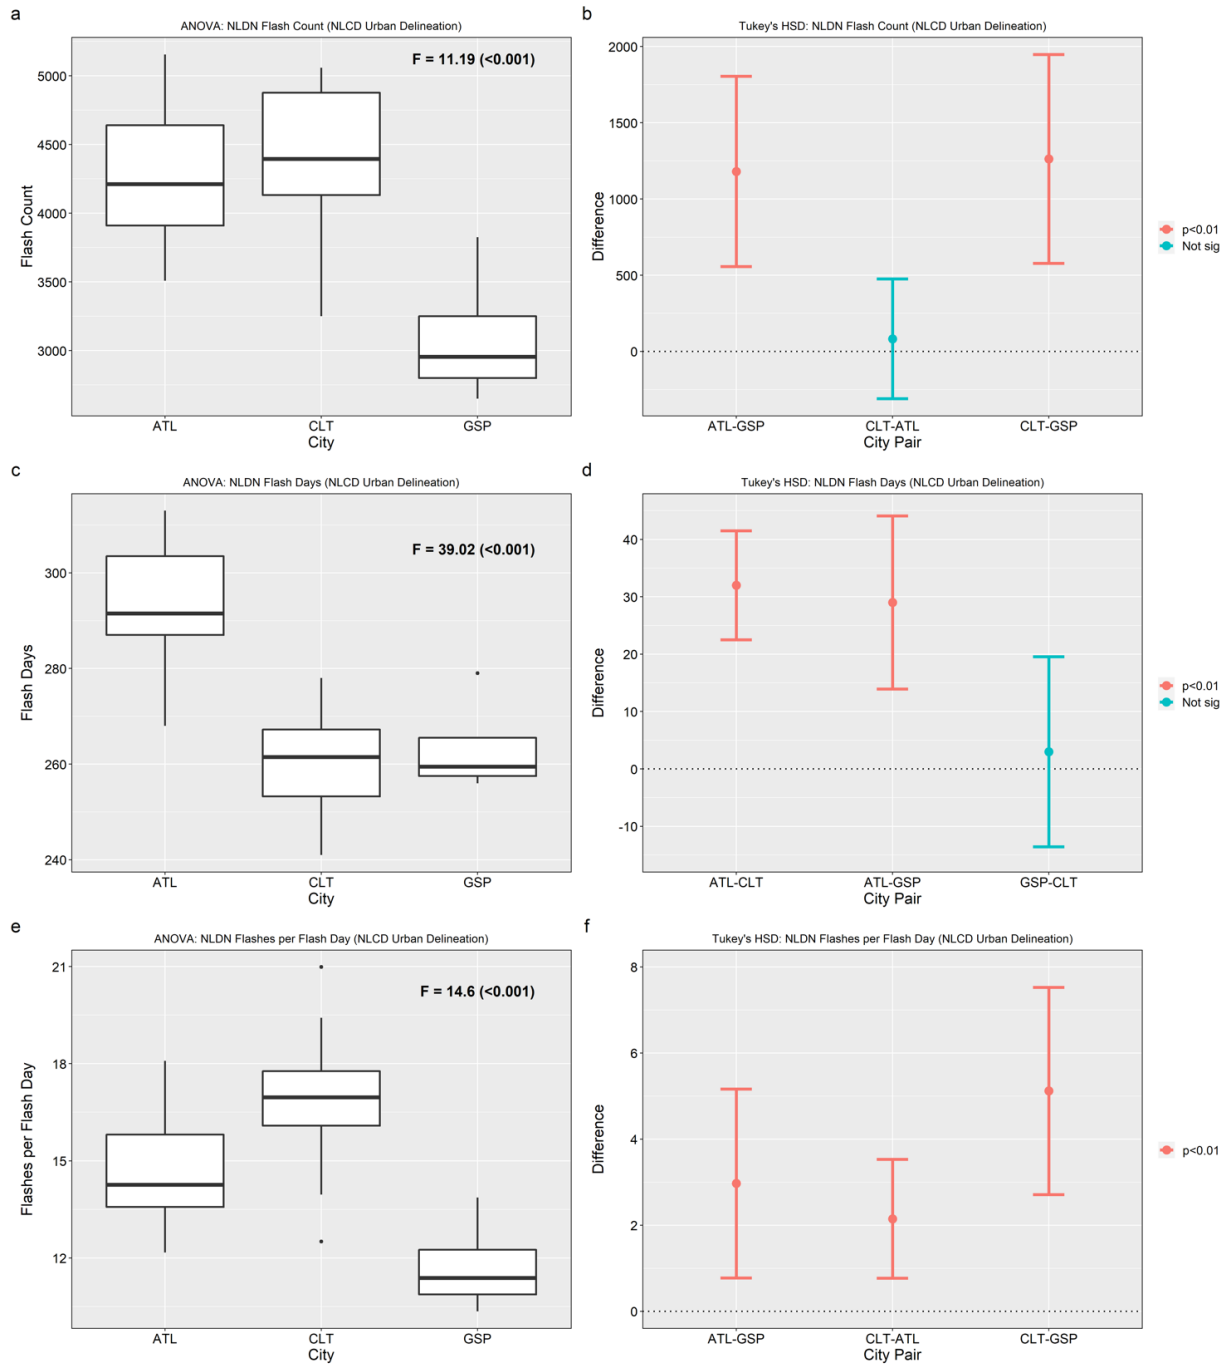 a
ANOVA: NLDN Flash Count (NLCD Urban Delineation)
F = 11.19 (<0.001)
5000
4500
4000
3500
3000
Flash Count
ATL CLT GSP
City
b
Tukey's HSD: NLDN Flash Count (NLCD Urban Delineation)
2000
1500
1000
500
0
Difference
ATL-GSP CLT-ATL CLT-GSP
City Pair
p<0.01
Not sig
c
ANOVA: NLDN Flash Days (NLCD Urban Delineation)
F = 39.02 (<0.001)
300
280
260
240
Flash Days
ATL CLT GSP
City
d
Tukey's HSD: NLDN Flash Days (NLCD Urban Delineation)
40
30
20
10
0
-10
Difference
ATL-CLT ATL-GSP GSP-CLT
City Pair
p<0.01
Not sig
e
ANOVA: NLDN Flashes per Flash Day (NLCD Urban Delineation)
F = 14.6 (<0.001)
21
18
15
12
Flashes per Flash Day
ATL CLT GSP
City
f
Tukey's HSD: NLDN Flashes per Flash Day (NLCD Urban Delineation)
8
6
4
2
0
Difference
ATL-GSP CLT-ATL CLT-GSP
City Pair
p<0.01